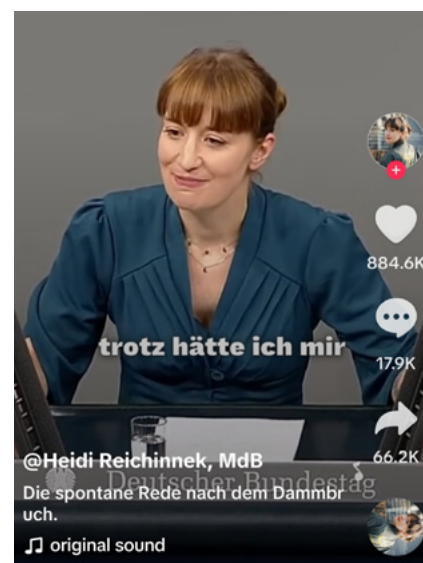 884.6K
trotz hätte ich mir
17.9K
66.2K
@Heidi Reichinnek, MdB
Deutscher Bundestag
Die spontane Rede nach dem Dammbr
uch.
original sound